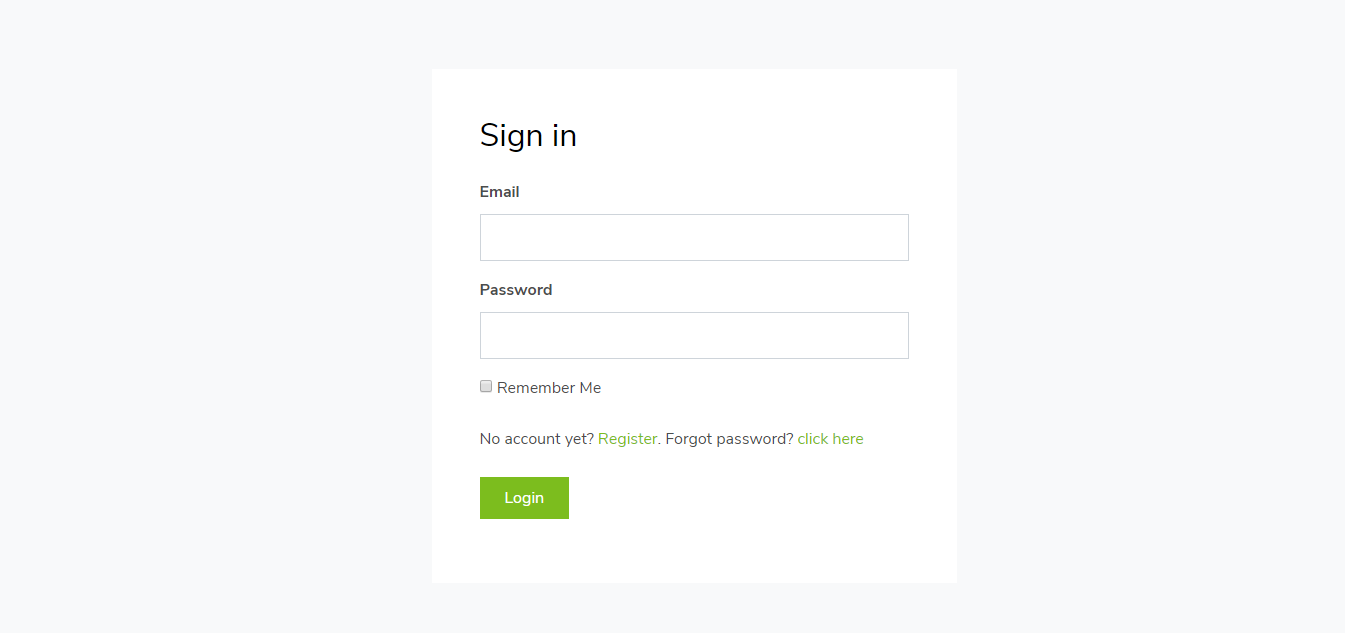 Sign in
Email
Password
Remember Me
No account yet? Register. Forgot password? click here
Login